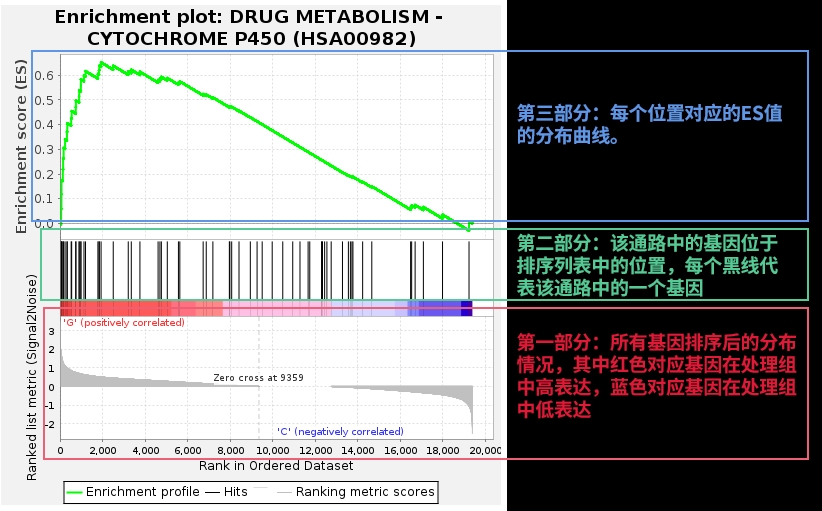 Enrichment plot: DRUG METABOLISM -
CYTOCHROME P450 (HSA00982)
Enrichment score (ES)
0.6
0.5
0.4
0.3
0.2
0.1
0.0
第三部分：每个位置对应的ES值
的分布曲线。
第二部分：该通路中的基因位于
排序列表中的位置，每个黑线代
表该通路中的一个基因
Ranked list metric (Signal2Noise)
'G' (positively correlated)
3
2
1
0
-1
-2
Zero cross at 9359
'C' (negatively correlated)
第一部分：所有基因排序后的分布
情况，其中红色对应基因在处理组
中高表达，蓝色对应基因在处理组
中低表达
0 2,000 4,000 6,000 8,000 10,000 12,000 14,000 16,000 18,000 20,000
Rank in Ordered Dataset
Enrichment profile Hits Ranking metric scores